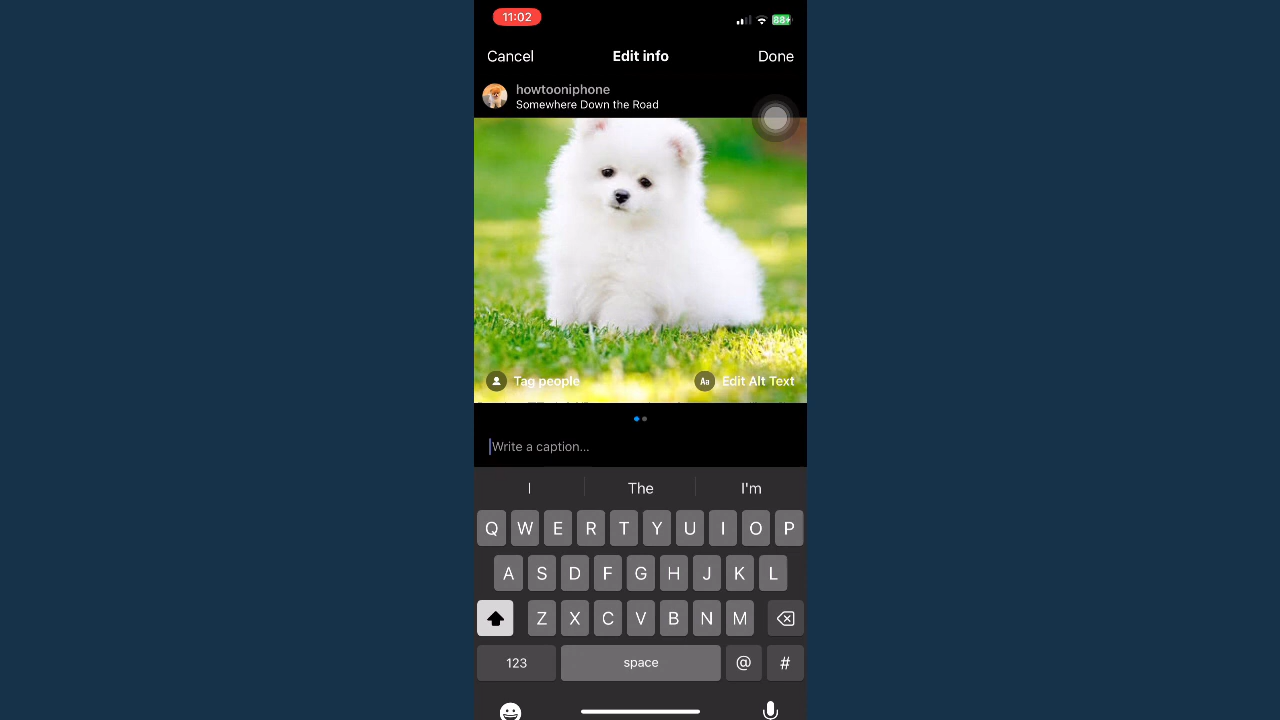 11:02
88
Cancel Edit info Done
howtooniphone
Somewhere Down the Road
Tag people Aa Edit Alt Text
Write a caption...
I The I'm
Q W E R T Y U I O P
A S D F G H J K L
Z X C V B N M
123 space @ #